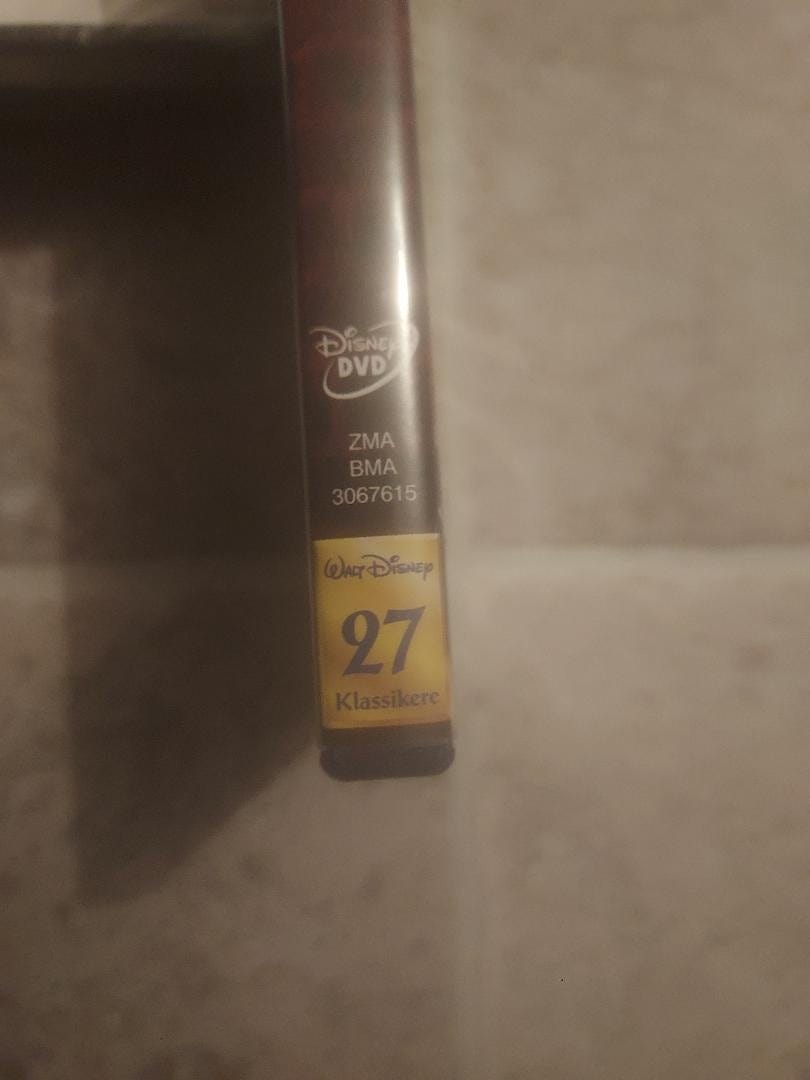 Disney
DVD
ZMA
BMA
3067615
Walt Disney
27
Klassikere